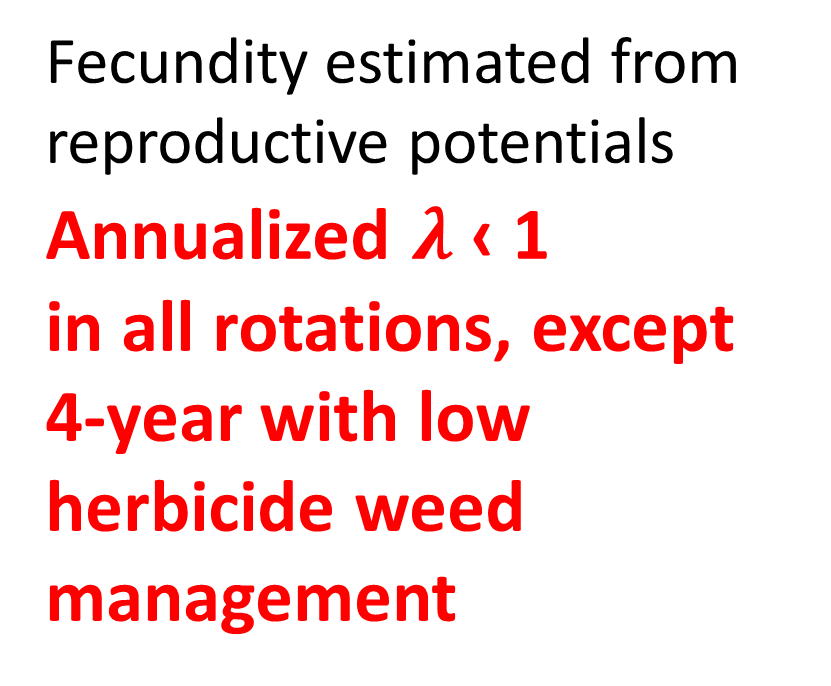 Fecundity estimated from
reproductive potentials
Annualized 𝜆 ‹ 1
in all rotations, except
4-year with low
herbicide weed
management